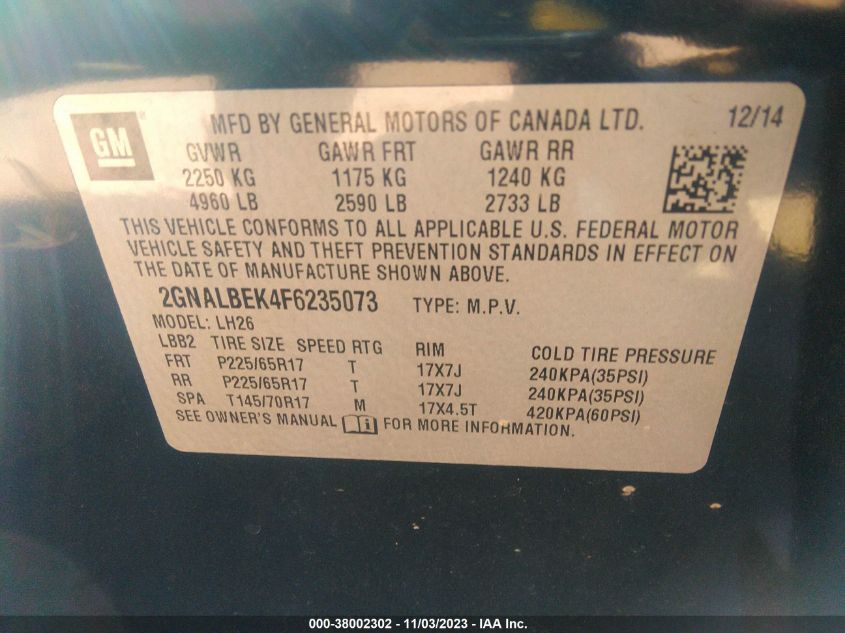 GM MFD BY GENERAL MOTORS OF CANADA LTD. 12/14
GVWR GAWR FRT GAWR RR
2250 KG 1175 KG 1240 KG
4960 LB 2590 LB 2733 LB
THIS VEHICLE CONFORMS TO ALL APPLICABLE U.S. FEDERAL MOTOR
VEHICLE SAFETY AND THEFT PREVENTION STANDARDS IN EFFECT ON
THE DATE OF MANUFACTURE SHOWN ABOVE.
2GNALBEK4F6235073 TYPE: M.P.V.
MODEL: LH26
LBB2 TIRE SIZE SPEED RTG RIM COLD TIRE PRESSURE
FRT P225/65R17 T 17X7J 240KPA(35PSI)
RR P225/65R17 T 17X7J 240KPA(35PSI)
SPA T145/70R17 M 17X4.5T 420KPA(60PSI)
SEE OWNER'S MANUAL i FOR MORE INFORMATION.
000-38002302 - 11/03/2023 - IAA Inc.